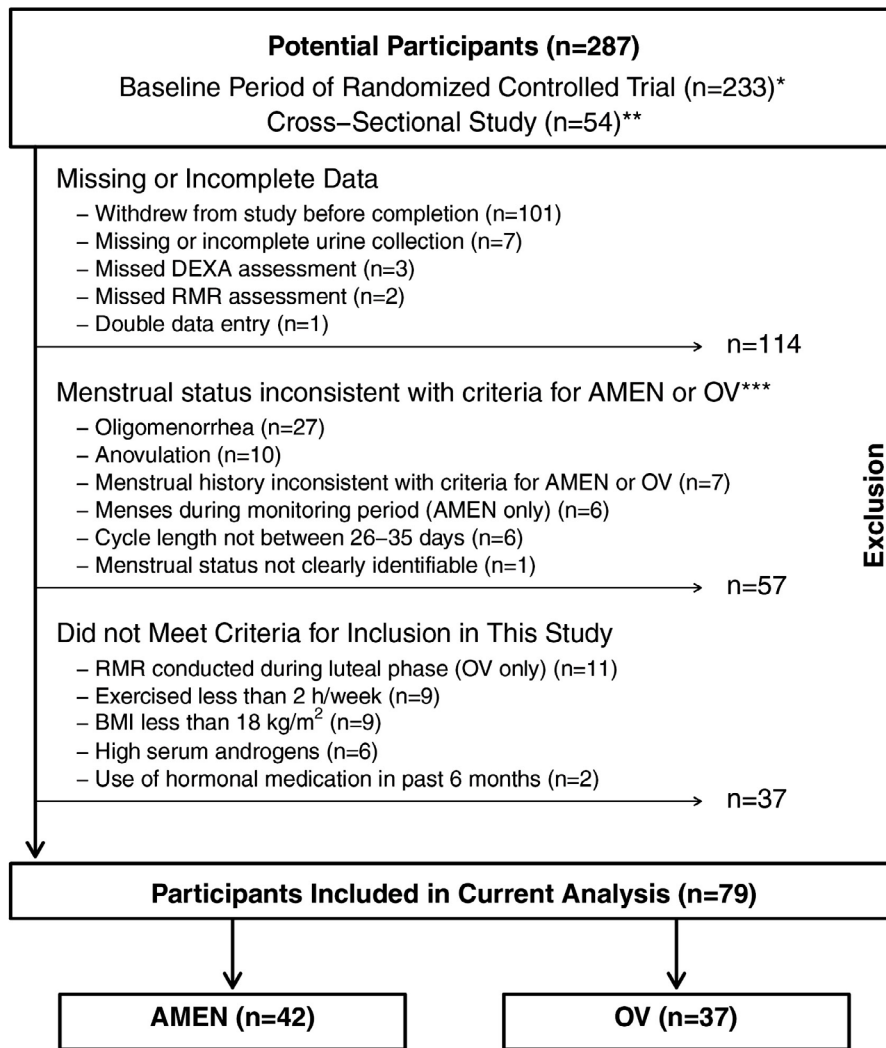 Potential Participants (n=287)
Baseline Period of Randomized Controlled Trial (n=233)*
Cross−Sectional Study (n=54)**
Missing or Incomplete Data
− Withdrew from study before completion (n=101)
− Missing or incomplete urine collection (n=7)
− Missed DEXA assessment (n=3)
− Missed RMR assessment (n=2)
− Double data entry (n=1)
n=114
Menstrual status inconsistent with criteria for AMEN or OV***
− Oligomenorrhea (n=27)
− Anovulation (n=10)
− Menstrual history inconsistent with criteria for AMEN or OV (n=7)
− Menses during monitoring period (AMEN only) (n=6)
− Cycle length not between 26−35 days (n=6)
− Menstrual status not clearly identifiable (n=1)
n=57
Did not Meet Criteria for Inclusion in This Study
− RMR conducted during luteal phase (OV only) (n=11)
− Exercised less than 2 h/week (n=9)
− BMI less than 18 kg/m² (n=9)
− High serum androgens (n=6)
− Use of hormonal medication in past 6 months (n=2)
n=37
Exclusion
Participants Included in Current Analysis (n=79)
AMEN (n=42)
OV (n=37)